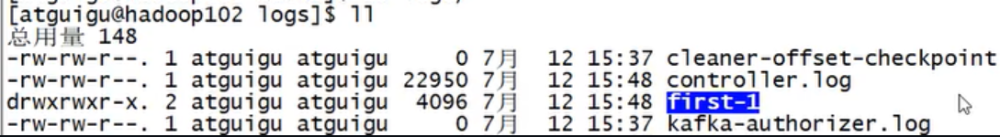 [atguigu@hadoop102 logs]$ ll
总用量 148
-rw-rw-r--. 1 atguigu atguigu 0 7月 12 15:37 cleaner-offset-checkpoint
-rw-rw-r--. 1 atguigu atguigu 22950 7月 12 15:48 controller.log
drwxrwxr-x. 2 atguigu atguigu 4096 7月 12 15:48 first-1
-rw-rw-r--. 1 atguigu atguigu 0 7月 12 15:37 kafka-authorizer.log